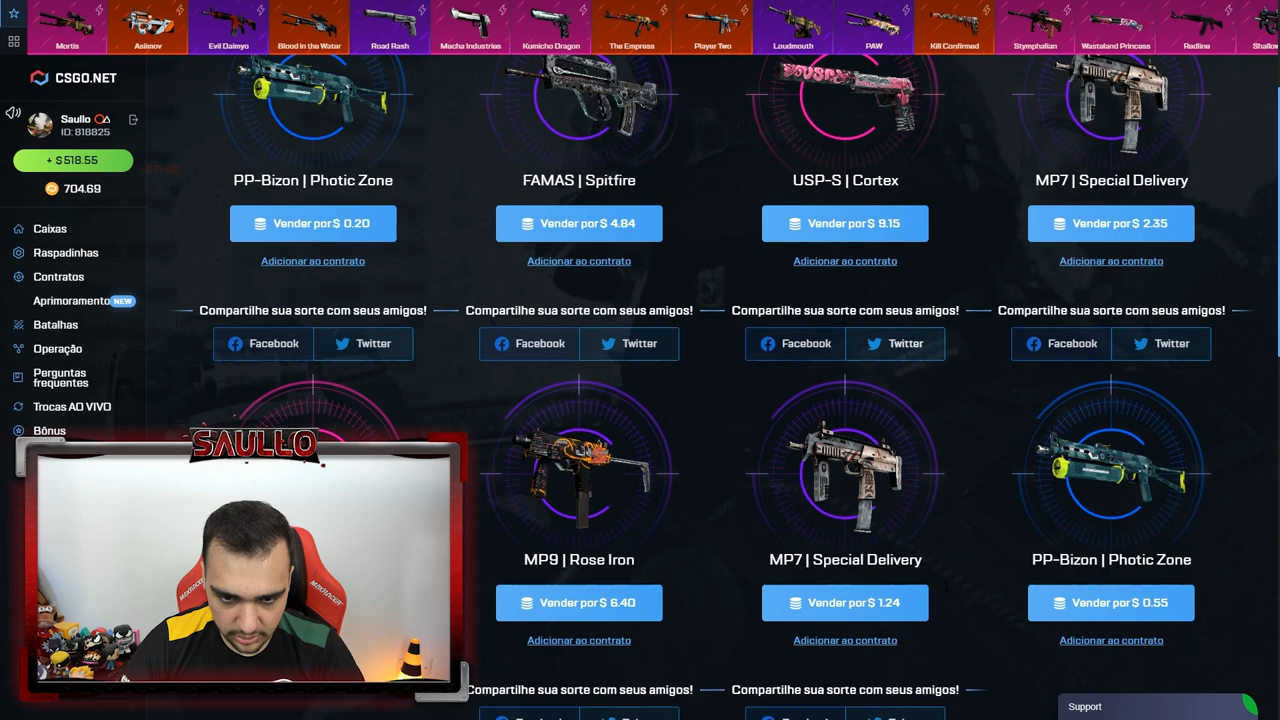 Mortis
Asiimov
Evil Daimyo
Blood in the Water
Road Rash
Mecha Industries
Kumicho Dragon
The Empress
Player Two
Loudmouth
PAW
Kill Confirmed
Stymphalian
Wasteland Princess
Redline
CSGO.NET
Saullo
ID: 818825
+ $ 518.55
704.69
Caixas
Raspadinhas
Contratos
Aprimoramento NEW
Batalhas
Operação
Perguntas
frequentes
Trocas AO VIVO
Bônus
PP-Bizon | Photic Zone
FAMAS | Spitfire
USP-S | Cortex
MP7 | Special Delivery
Vender por $ 0.20
Vender por $ 4.84
Vender por $ 9.15
Vender por $ 2.35
Adicionar ao contrato
Adicionar ao contrato
Adicionar ao contrato
Adicionar ao contrato
Compartilhe sua sorte com seus amigos!
Compartilhe sua sorte com seus amigos!
Compartilhe sua sorte com seus amigos!
Compartilhe sua sorte com seus amigos!
Facebook
Twitter
Facebook
Twitter
Facebook
Twitter
Facebook
Twitter
SAULLO
MP9 | Rose Iron
MP7 | Special Delivery
PP-Bizon | Photic Zone
Vender por $ 6.40
Vender por $ 1.24
Vender por $ 0.55
Adicionar ao contrato
Adicionar ao contrato
Adicionar ao contrato
Compartilhe sua sorte com seus amigos!
Compartilhe sua sorte com seus amigos!
Support